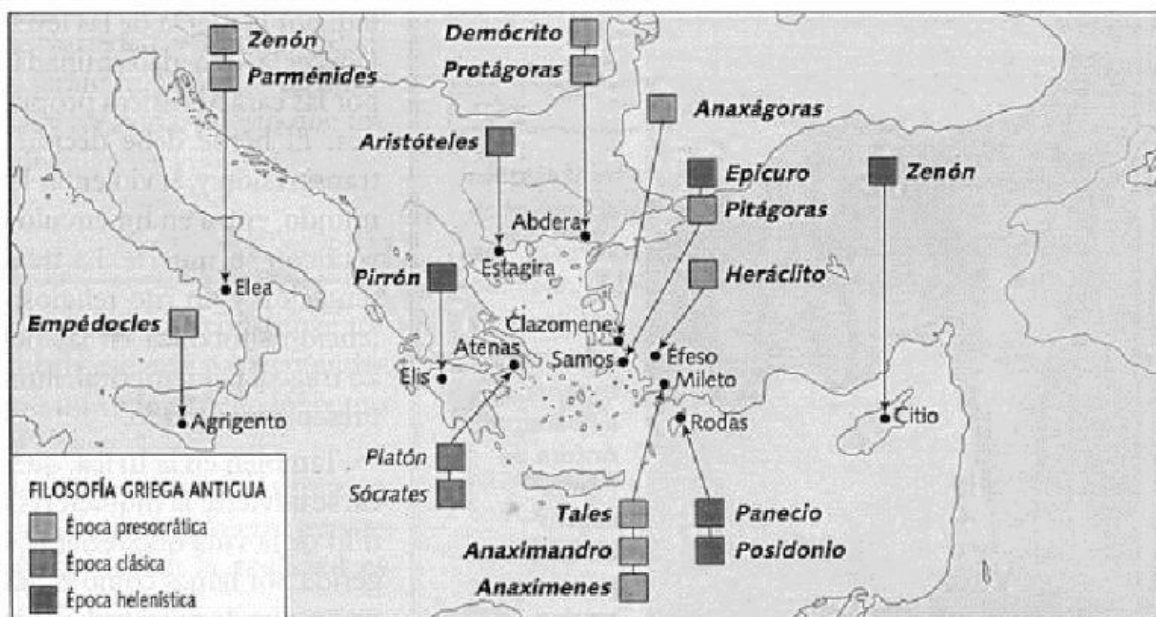 Zenón
Parménides
Demócrito
Protágoras
Anaxágoras
Aristóteles
Epicuro
Pitágoras
Zenón
Abdera
Estagira
Pirrón
Heráclito
Elea
Empédocles
Clazomene
Atenas
Samos
Efeso
Elis
Mileto
Agrigento
Rodas
Citio
Platón
Sócrates
Tales
Anaximandro
Anaxímenes
Panecio
Posidonio
FILOSOFÍA GRIEGA ANTIGUA
Época presocrática
Época clásica
Época helenística